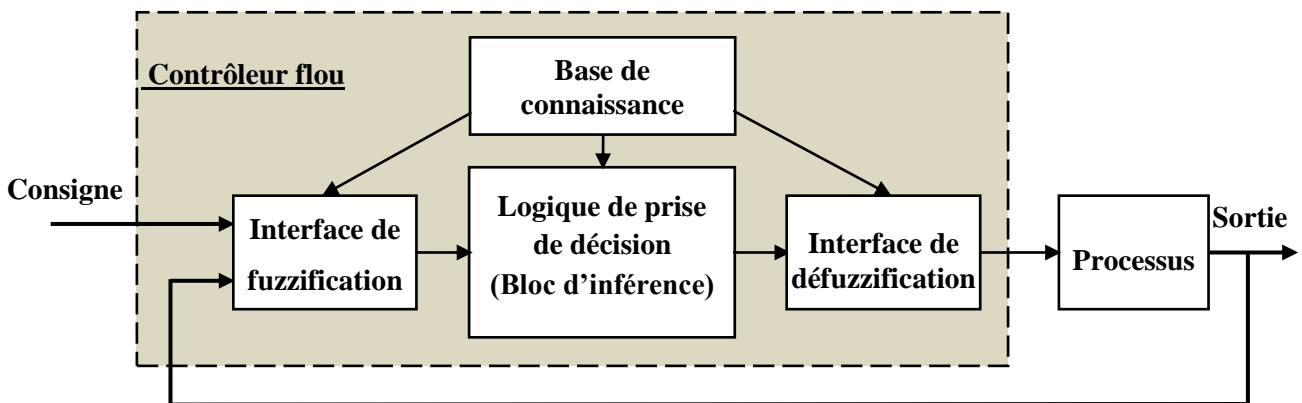 Contrôleur flou
Base de
connaissance
Consigne
Interface de
fuzzification
Logique de prise
de décision
(Bloc d’inférence)
Interface de
défuzzification
Processus
Sortie